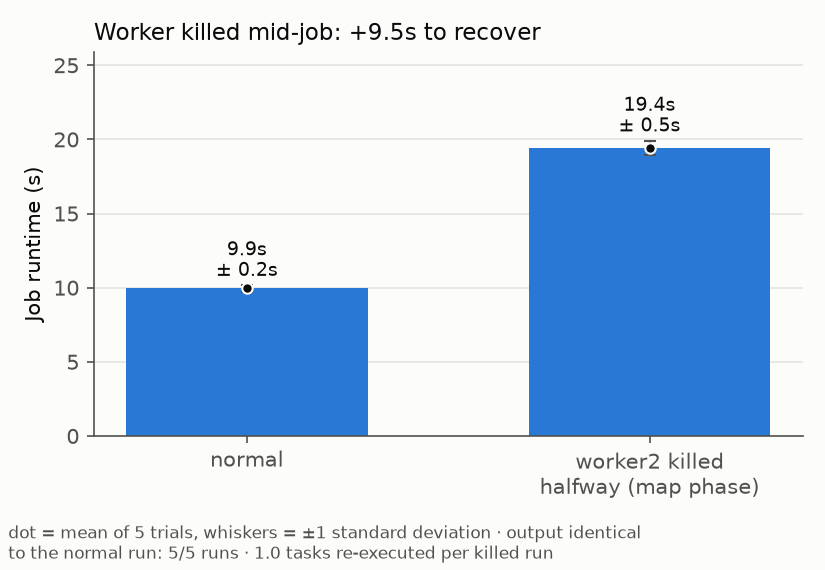 Worker killed mid-job: +9.5s to recover
Job runtime (s)
25
20
15
10
5
0
9.9s
± 0.2s
19.4s
± 0.5s
normal
worker2 killed
halfway (map phase)
dot = mean of 5 trials, whiskers = ±1 standard deviation · output identical
to the normal run: 5/5 runs · 1.0 tasks re-executed per killed run